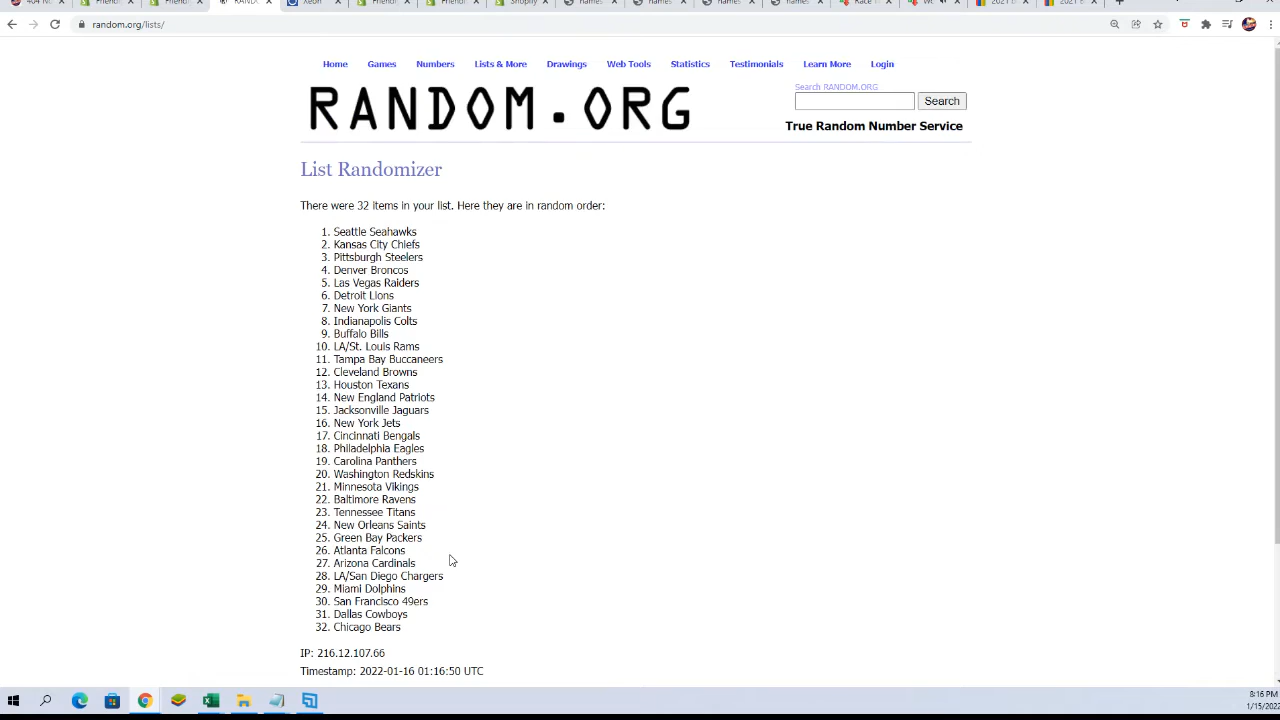 random.org/lists/
Home Games Numbers Lists & More Drawings Web Tools Statistics Testimonials Learn More Login
RANDOM.ORG
Search RANDOM.ORG
Search
True Random Number Service
List Randomizer
There were 32 items in your list. Here they are in random order:
1. Seattle Seahawks
2. Kansas City Chiefs
3. Pittsburgh Steelers
4. Denver Broncos
5. Las Vegas Raiders
6. Detroit Lions
7. New York Giants
8. Indianapolis Colts
9. Buffalo Bills
10. LA/St. Louis Rams
11. Tampa Bay Buccaneers
12. Cleveland Browns
13. Houston Texans
14. New England Patriots
15. Jacksonville Jaguars
16. New York Jets
17. Cincinnati Bengals
18. Philadelphia Eagles
19. Carolina Panthers
20. Washington Redskins
21. Minnesota Vikings
22. Baltimore Ravens
23. Tennessee Titans
24. New Orleans Saints
25. Green Bay Packers
26. Atlanta Falcons
27. Arizona Cardinals
28. LA/San Diego Chargers
29. Miami Dolphins
30. San Francisco 49ers
31. Dallas Cowboys
32. Chicago Bears
IP: 216.12.107.66
Timestamp: 2022-01-16 01:16:50 UTC
8:16 PM
1/15/2022